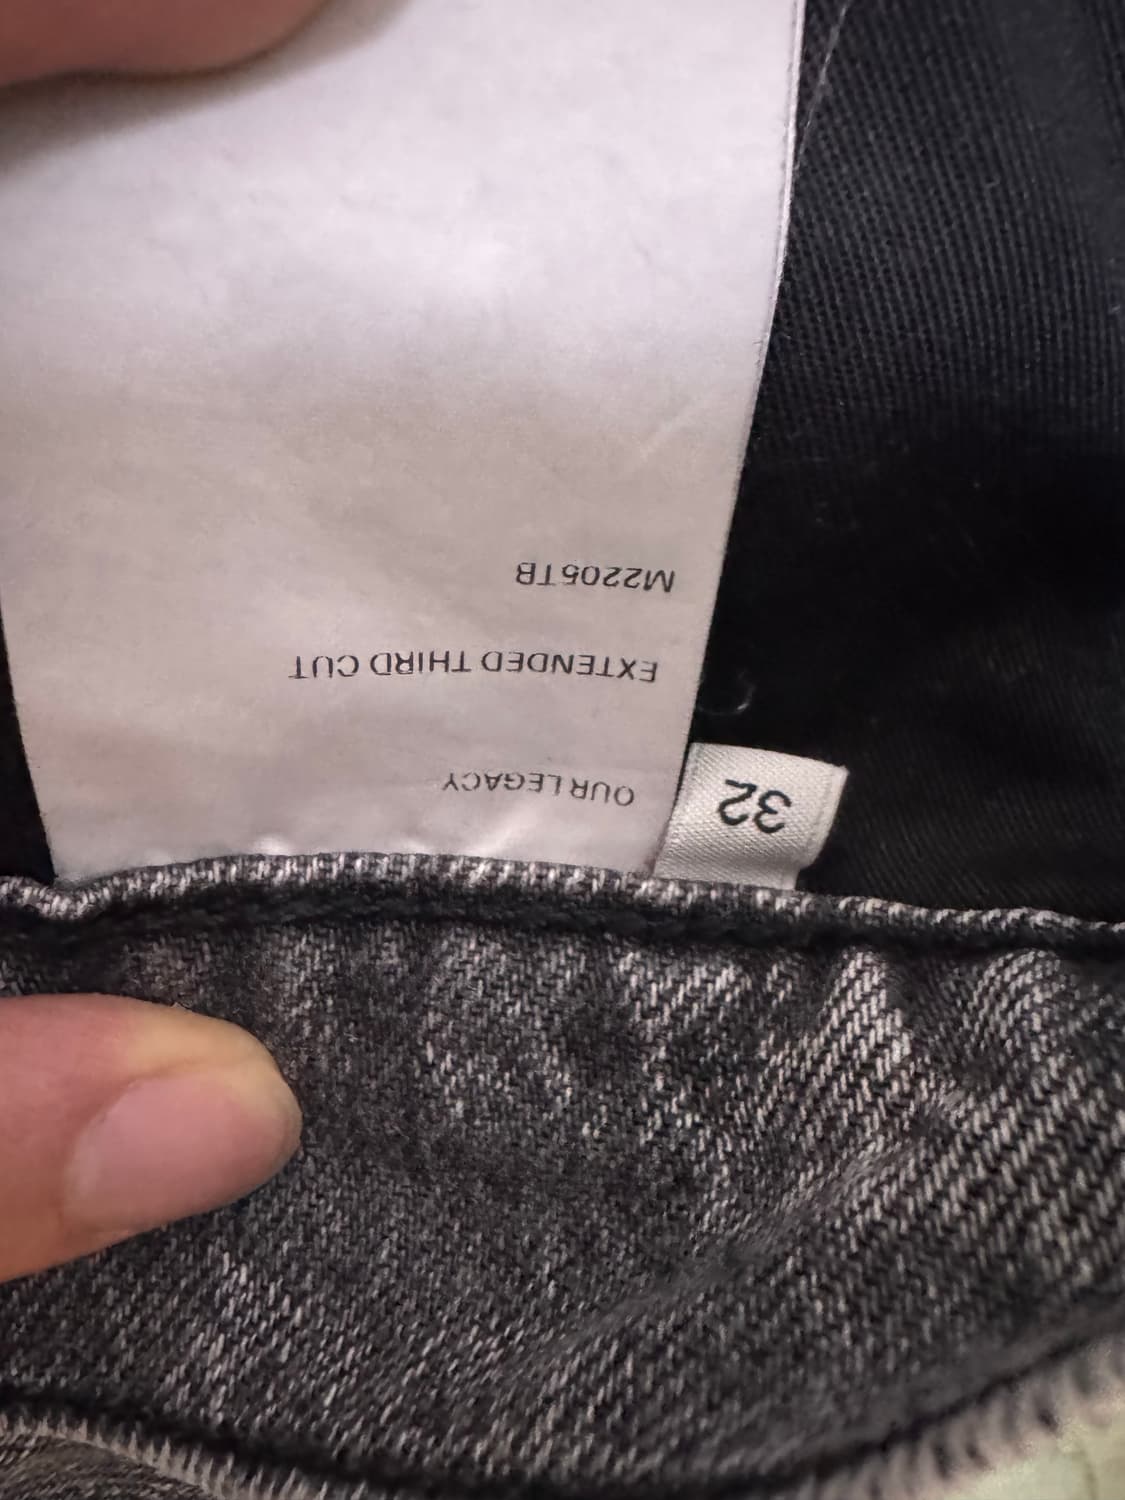 OUR LEGACY
EXTENDED THIRD CUT
M2205TB
32